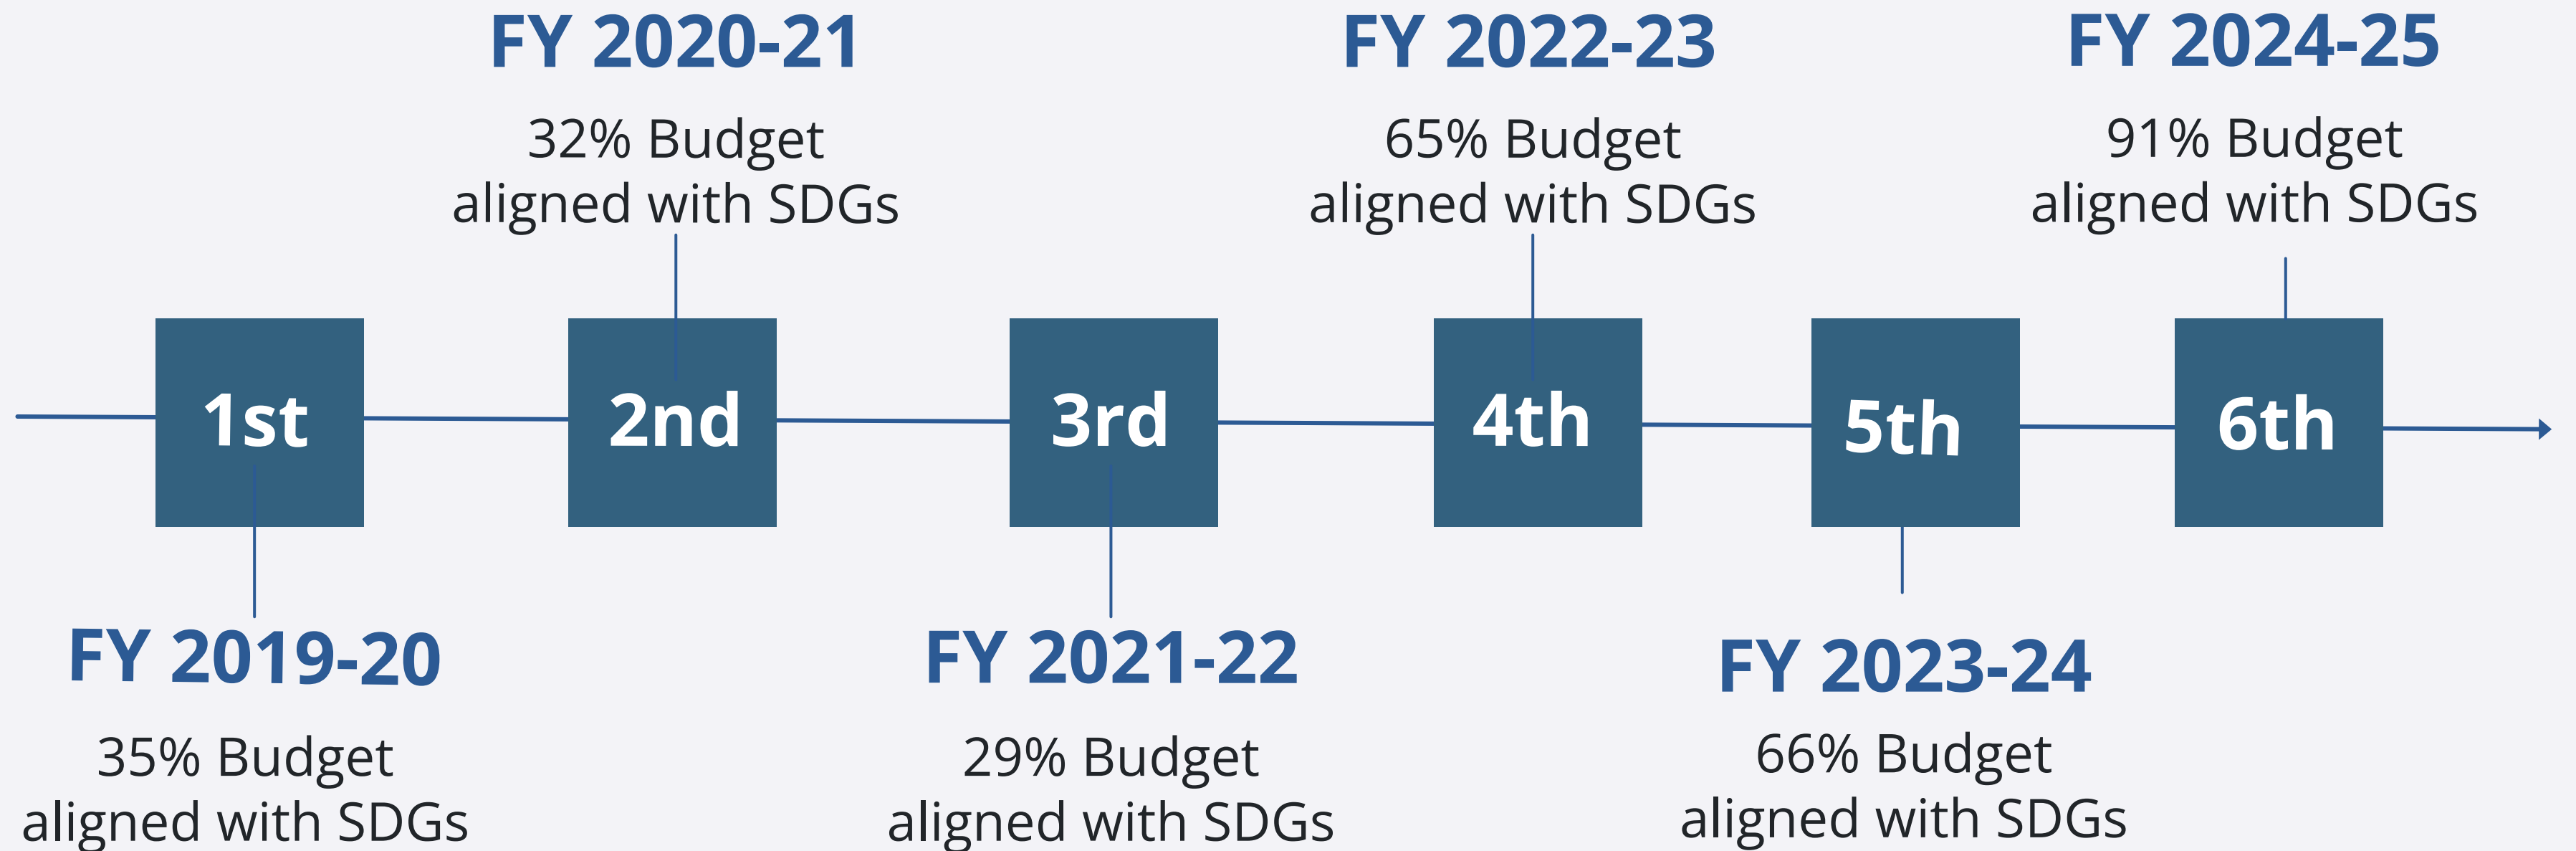 FY 2020-21
32% Budget
aligned with SDGs
FY 2022-23
65% Budget
aligned with SDGs
FY 2024-25
91% Budget
aligned with SDGs
1st
2nd
3rd
4th
5th
6th
FY 2019-20
35% Budget
aligned with SDGs
FY 2021-22
29% Budget
aligned with SDGs
FY 2023-24
66% Budget
aligned with SDGs